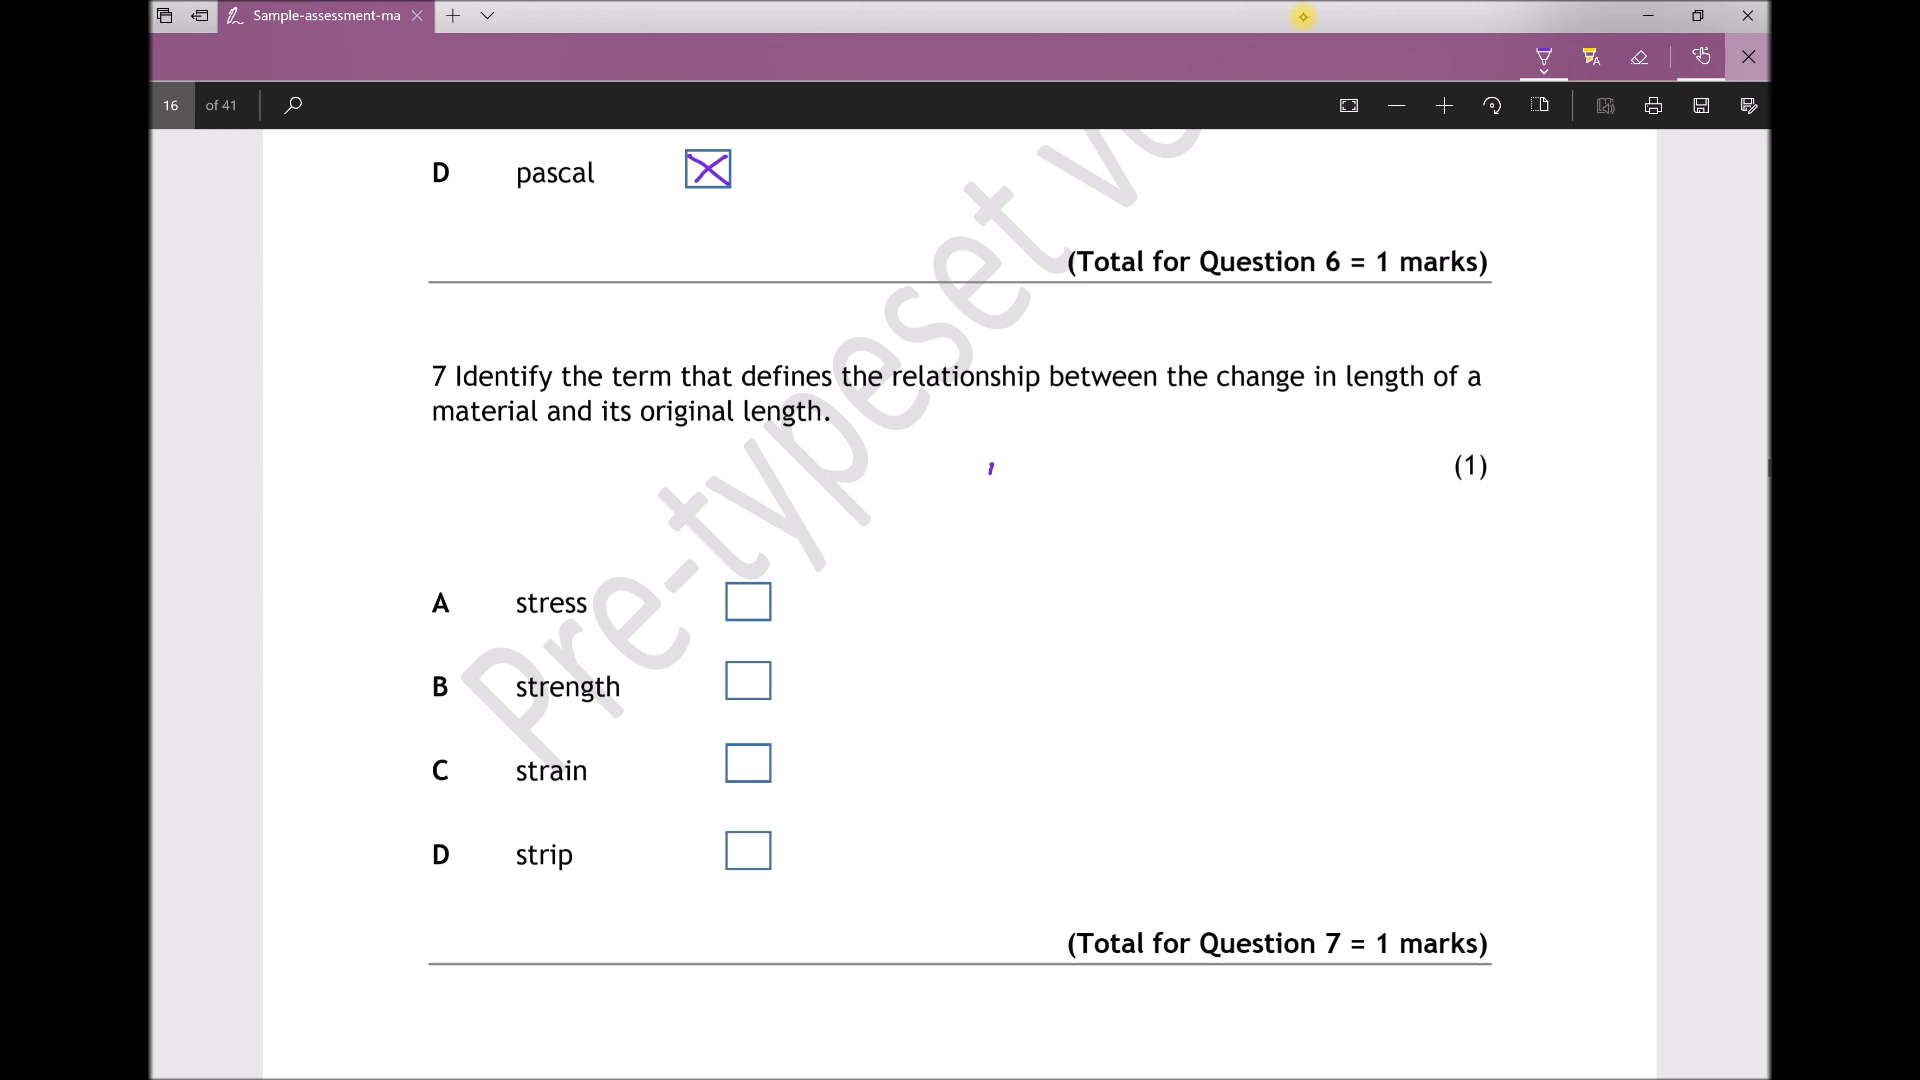 Sample-assessment-ma
16 of 41
D pascal
(Total for Question 6 = 1 marks)
7 Identify the term that defines the relationship between the change in length of a
material and its original length.
(1)
A stress
B strength
C strain
D strip
(Total for Question 7 = 1 marks)
Pre-typeset